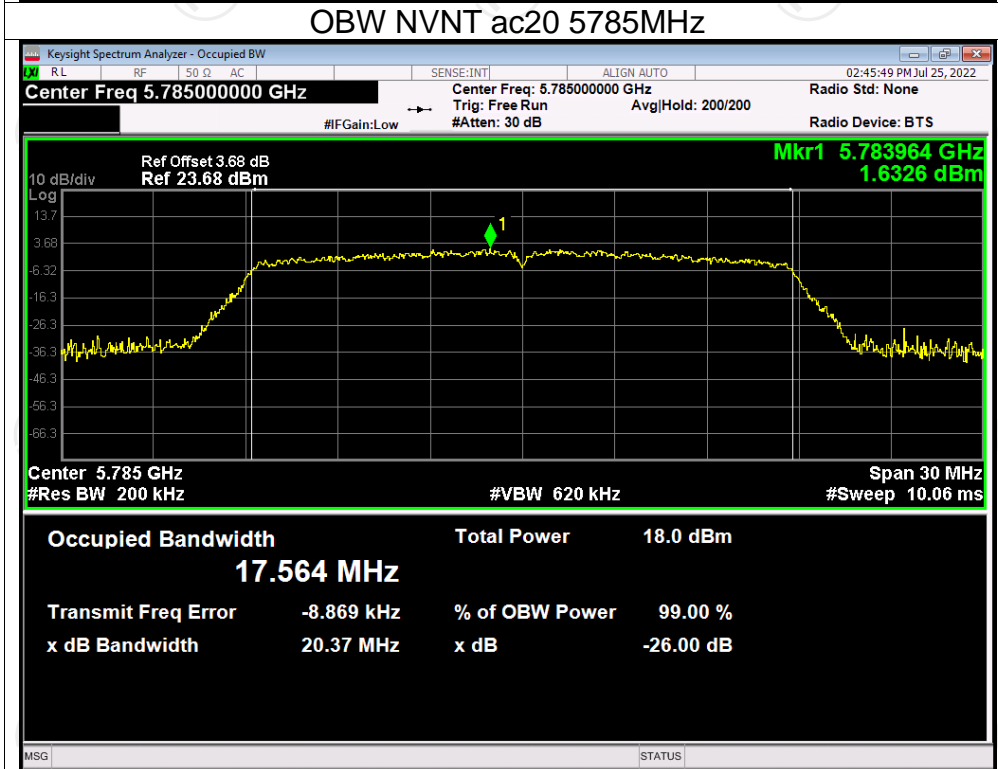 OBW NVNT ac20 5785MHz
Keysight Spectrum Analyzer - Occupied BW
LXI RL RF 50 Ω AC SENSE:INT ALIGN AUTO 02:45:49 PM Jul 25, 2022
Center Freq 5.785000000 GHz
Center Freq: 5.785000000 GHz
Radio Std: None
Trig: Free Run Avg|Hold: 200/200
#IFGain:Low #Atten: 30 dB Radio Device: BTS
Mkr1 5.783964 GHz
1.6326 dBm
Ref Offset 3.68 dB
10 dB/div Ref 23.68 dBm
Log
13.7
1
3.68
-6.32
-16.3
-26.3
-36.3
-46.3
-56.3
-66.3
Center 5.785 GHz Span 30 MHz
#Res BW 200 kHz #VBW 620 kHz #Sweep 10.06 ms
Occupied Bandwidth Total Power 18.0 dBm
17.564 MHz
Transmit Freq Error -8.869 kHz % of OBW Power 99.00 %
x dB Bandwidth 20.37 MHz x dB -26.00 dB
MSG STATUS